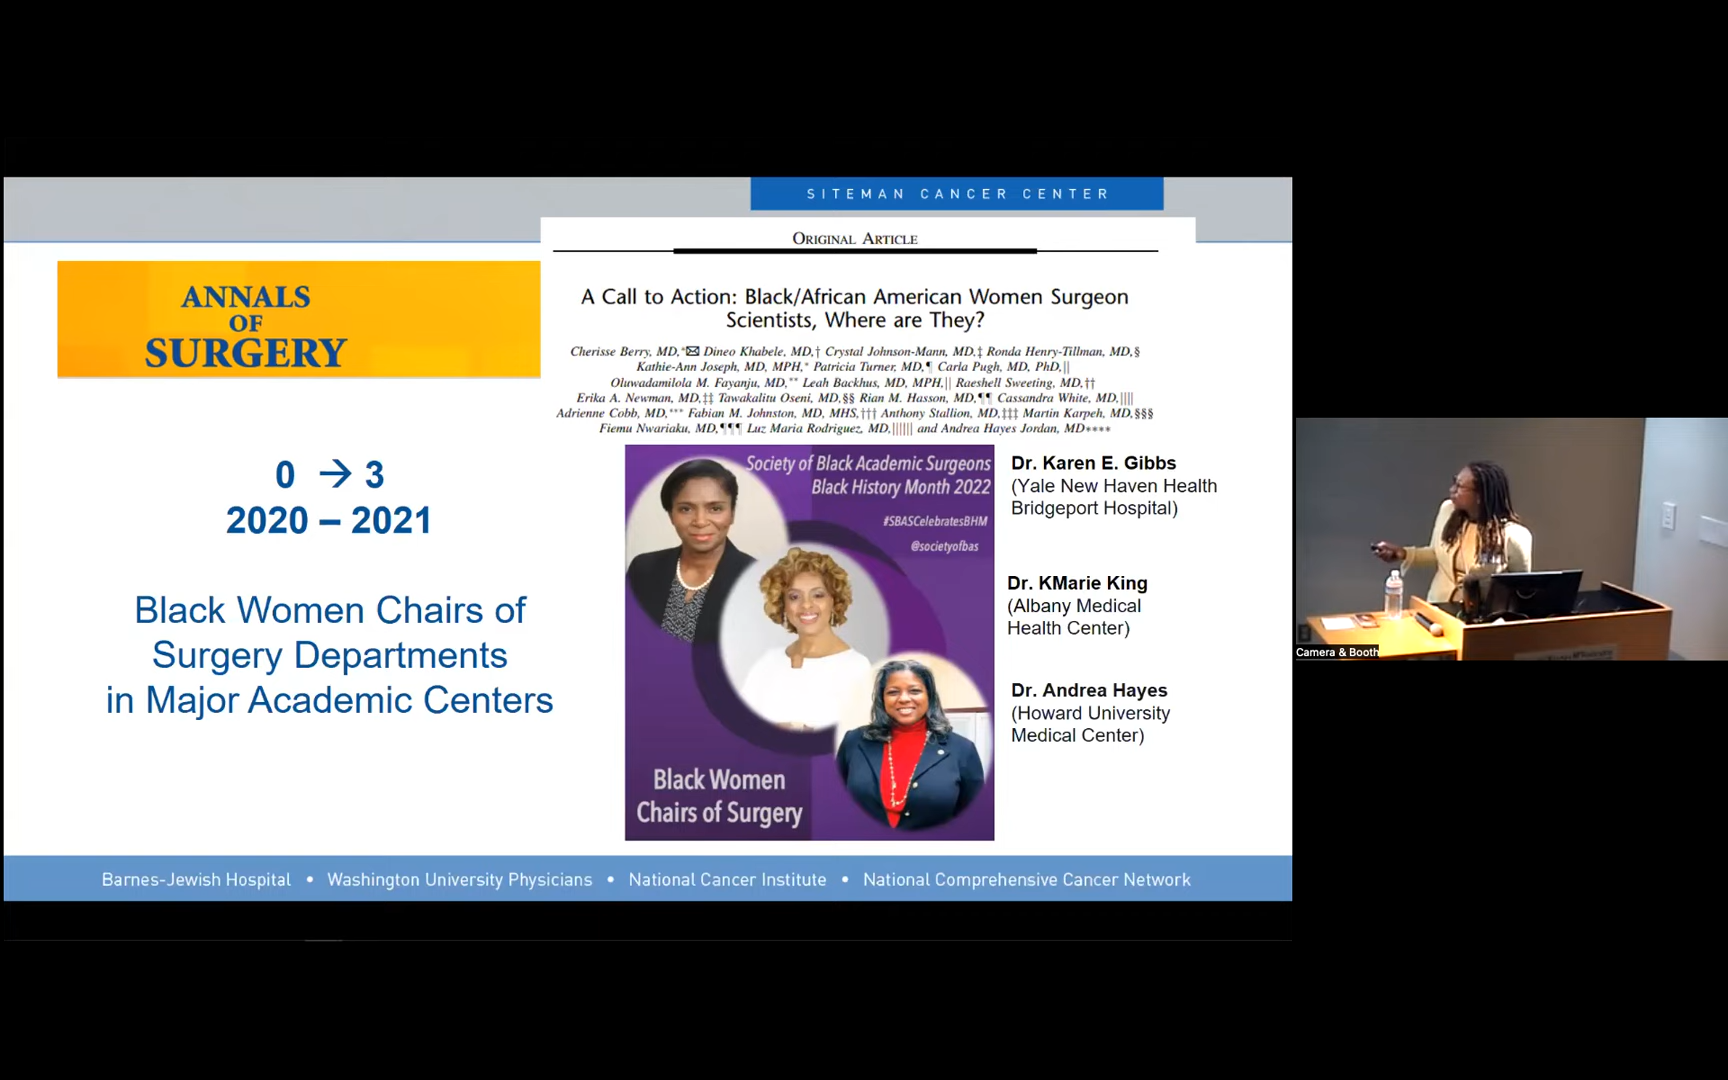 SITEMAN CANCER CENTER
ORIGINAL ARTICLE
ANNALS
OF
SURGERY
A Call to Action: Black/African American Women Surgeon
Scientists, Where are They?
Cherisse Berry, MD,*✉ Dineo Khabele, MD,† Crystal Johnson-Mann, MD,‡ Ronda Henry-Tillman, MD,§
Kathie-Ann Joseph, MD, MPH,* Patricia Turner, MD,¶ Carla Pugh, MD, PhD,||
Oluwadamilola M. Fayanju, MD,** Leah Backhus, MD, MPH,|| Raeshell Sweeting, MD,††
Erika A. Newman, MD,‡‡ Tawakalitu Oseni, MD,§§ Rian M. Hasson, MD,¶¶ Cassandra White, MD,||||
Adrienne Cobb, MD,*** Fabian M. Johnston, MD, MHS,††† Anthony Stallion, MD,‡‡‡ Martin Karpeh, MD,§§§
Fiemu Nwariaku, MD,¶¶¶ Luz Maria Rodriguez, MD,|||||| and Andrea Hayes Jordan, MD****
0 → 3
2020 – 2021
Black Women Chairs of
Surgery Departments
in Major Academic Centers
Society of Black Academic Surgeons
Black History Month 2022
#SBASCelebratesBHM
@societyofbas
Black Women
Chairs of Surgery
Dr. Karen E. Gibbs
(Yale New Haven Health
Bridgeport Hospital)
Dr. KMarie King
(Albany Medical
Health Center)
Dr. Andrea Hayes
(Howard University
Medical Center)
Barnes-Jewish Hospital • Washington University Physicians • National Cancer Institute • National Comprehensive Cancer Network
Camera & Booth